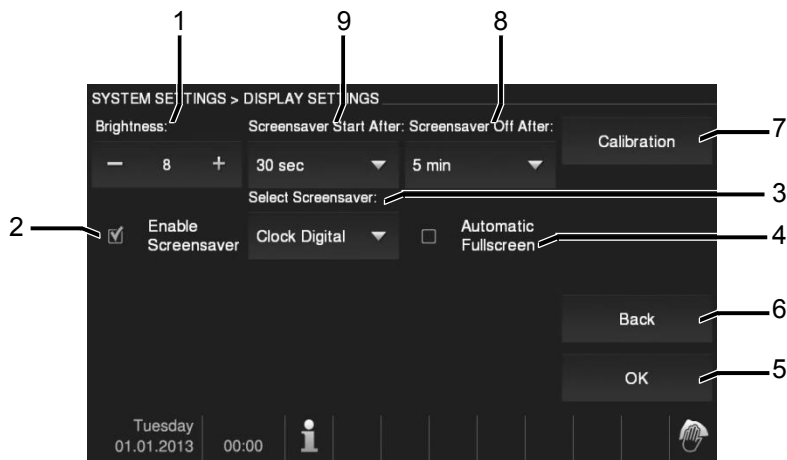 1 9 8
SYSTEM SETTINGS > DISPLAY SETTINGS
Brightness: Screensaver Start After: Screensaver Off After:
Calibration 7
− 8 + 30 sec 5 min
Select Screensaver: 3
2 Enable Screensaver Clock Digital Automatic Fullscreen 4
Back 6
OK 5
Tuesday
01.01.2013 00:00 i